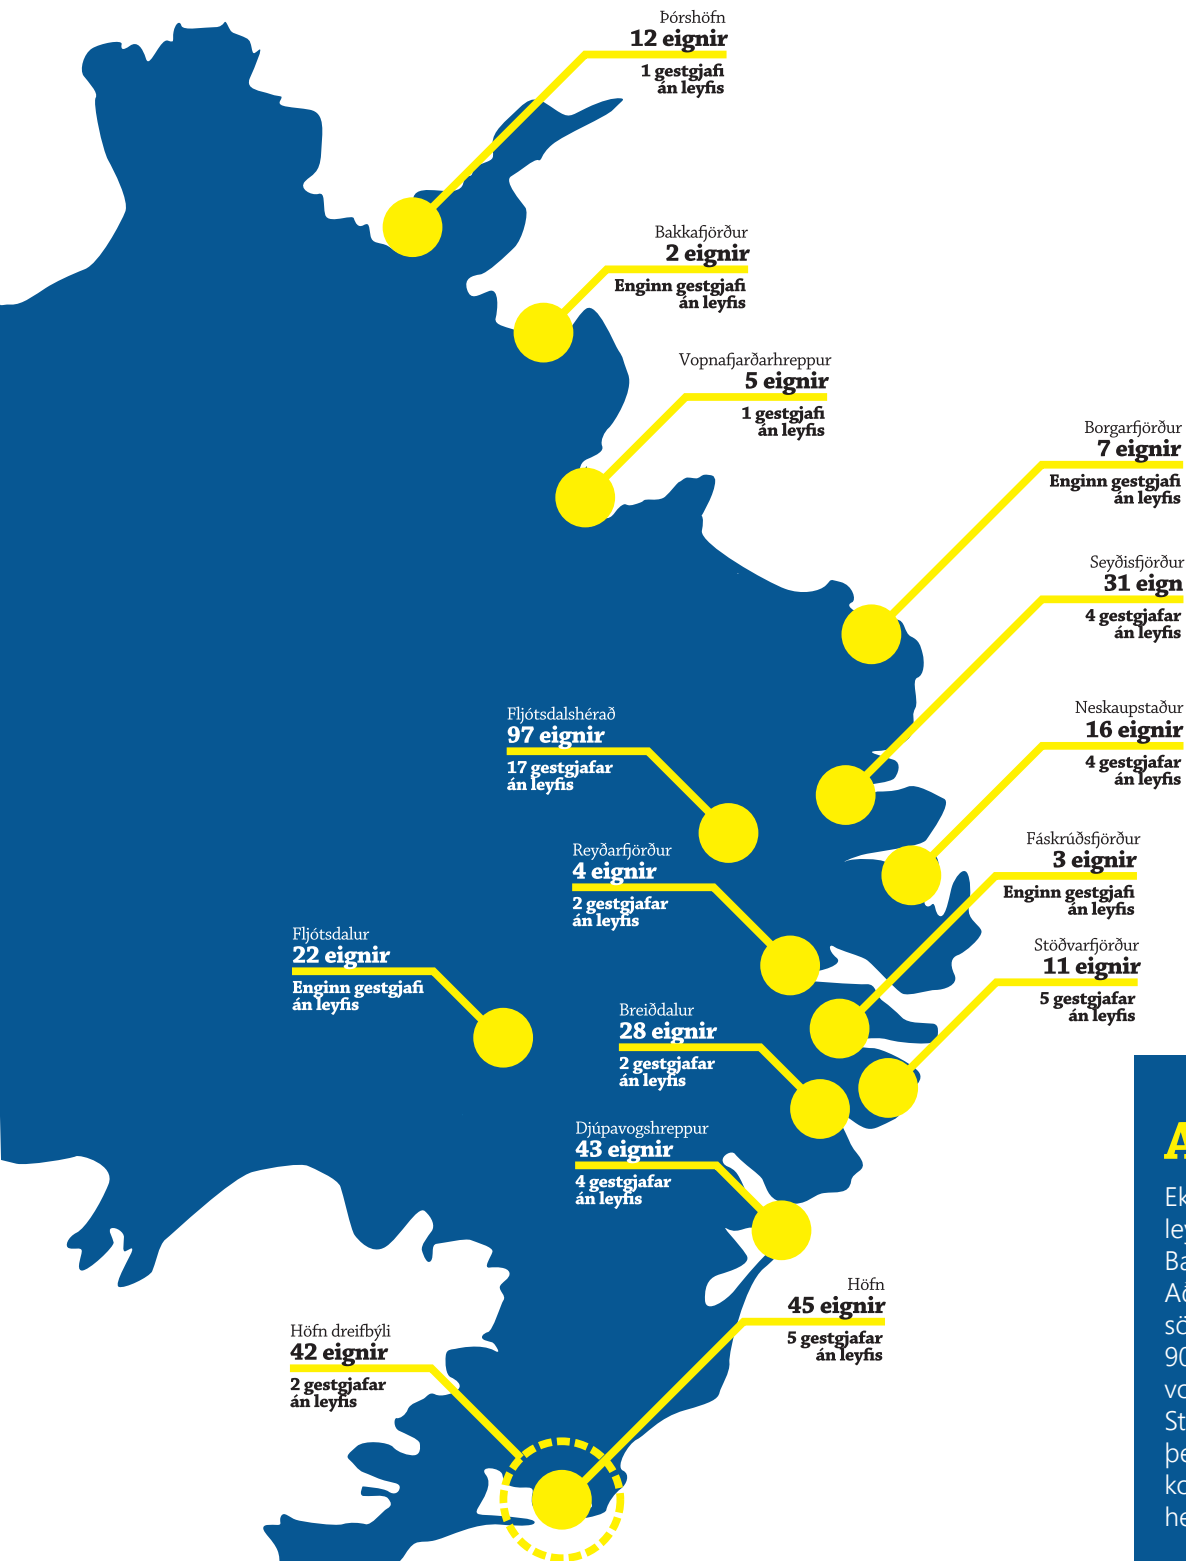 Þórshöfn
12 eignir
1 gestgjafi
án leyfis
Bakkafjörður
2 eignir
Enginn gestgjafi
án leyfis
Vopnafjarðarhreppur
5 eignir
1 gestgjafi
án leyfis
Borgarfjörður
7 eignir
Enginn gestgjafi
án leyfis
Seyðisfjörður
31 eign
4 gestgjafar
án leyfis
Neskaupstaður
16 eignir
4 gestgjafar
án leyfis
Fljótsdalshérað
97 eignir
17 gestgjafar
án leyfis
Reyðarfjörður
4 eignir
2 gestgjafar
án leyfis
Fáskrúðsfjörður
3 eignir
Enginn gestgjafi
án leyfis
Fljótsdalur
22 eignir
Enginn gestgjafi
án leyfis
Stöðvarfjörður
11 eignir
5 gestgjafar
án leyfis
Breiðdalur
28 eignir
2 gestgjafar
án leyfis
Djúpavogshreppur
43 eignir
4 gestgjafar
án leyfis
Höfn
45 eignir
5 gestgjafar
án leyfis
Höfn dreifbýli
42 eignir
2 gestgjafar
án leyfis